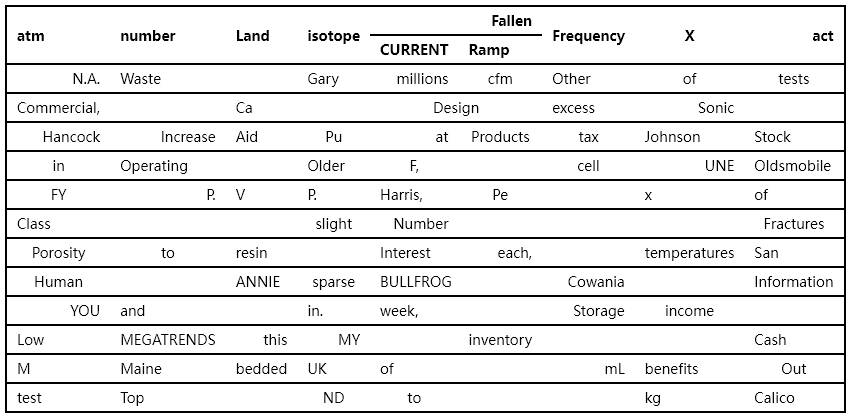 atm number Land isotope Fallen Frequency X act
CURRENT Ramp
N.A. Waste Gary millions cfm Other of tests
Commercial, Ca Design excess Sonic
Hancock Increase Aid Pu at Products tax Johnson Stock
in Operating Older F, cell UNE Oldsmobile
FY P. V P. Harris, Pe x of
Class slight Number Fractures
Porosity to resin Interest each, temperatures San
Human ANNIE sparse BULLFROG Cowania Information
YOU and in. week, Storage income
Low MEGATRENDS this MY inventory Cash
M Maine bedded UK of mL benefits Out
test Top ND to kg Calico